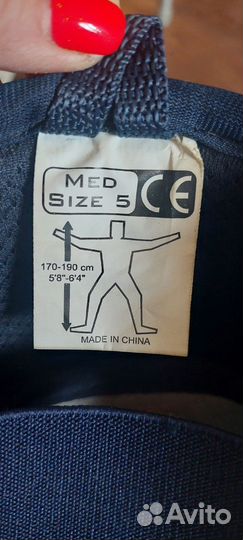 MED
SIZE 5
CE
170-190 cm
5'8"-6'4"
MADE IN CHINA
Avito